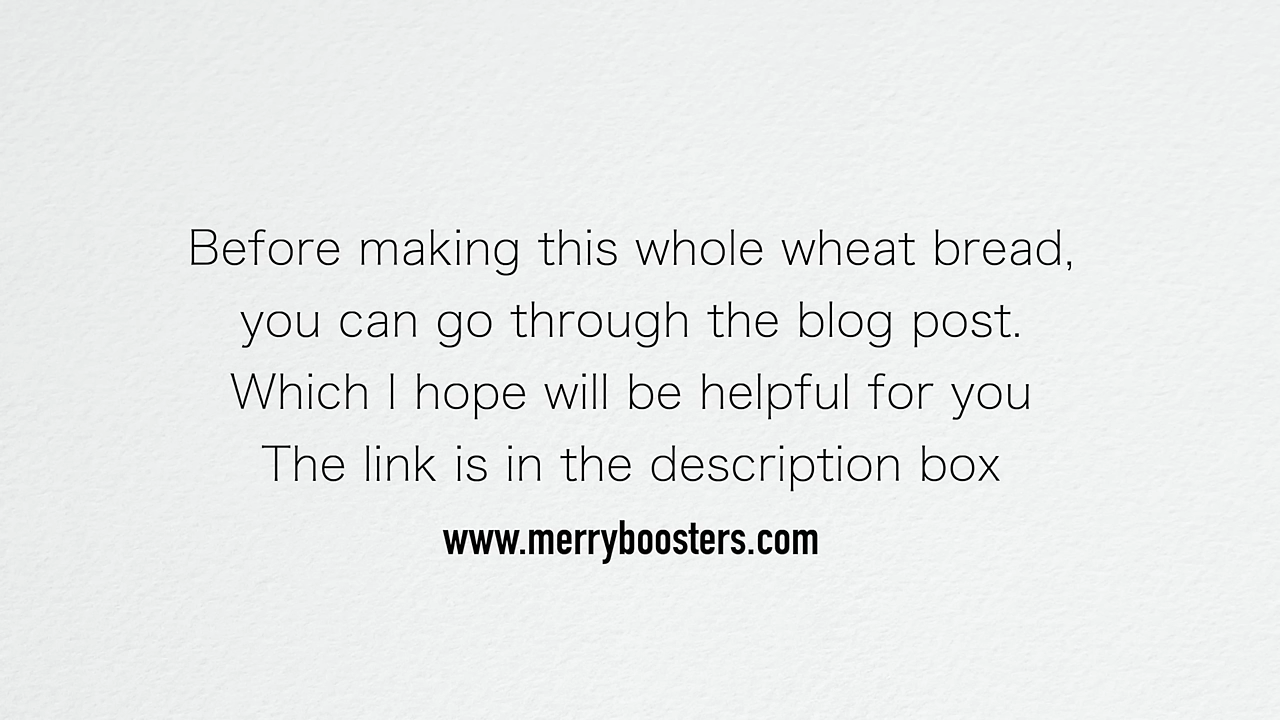 Before making this whole wheat bread,
you can go through the blog post.
Which I hope will be helpful for you
The link is in the description box
www.merryboosters.com